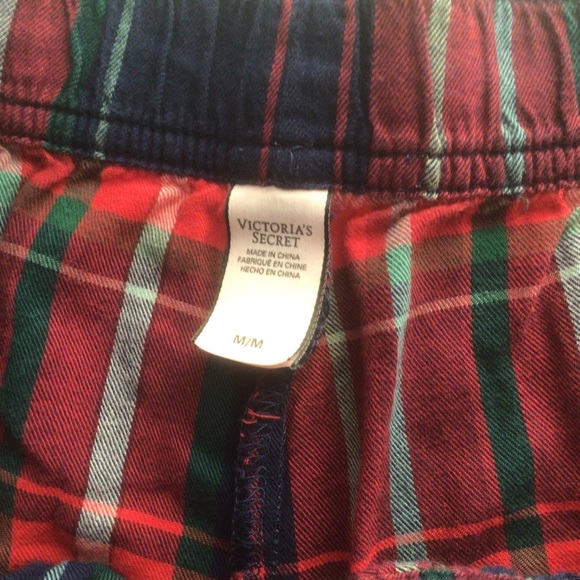 VICTORIA'S
SECRET
MADE IN CHINA
FABRIQUÉ EN CHINE
HECHO EN CHINA
M/M